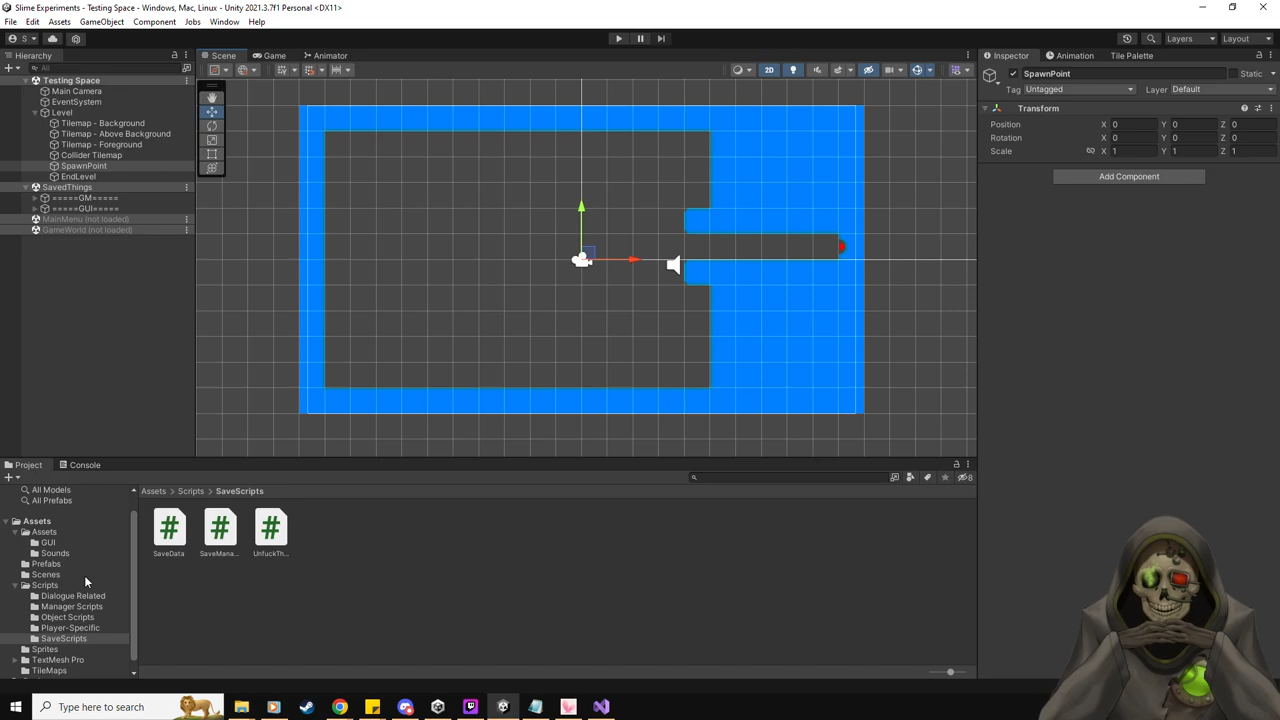 Slime Experiments - Testing Space - Windows, Mac, Linux - Unity 2021.3.7f1 Personal <DX11>
File Edit Assets GameObject Component Jobs Window Help
S Layers Layout
Hierarchy Scene Game Animator Inspector Animation Tile Palette
All 2D
Testing Space
Main Camera
EventSystem
Level
Tilemap - Background
Tilemap - Above Background
Tilemap - Foreground
Collider Tilemap
SpawnPoint
EndLevel
SavedThings
=====GM=====
=====GUI=====
MainMenu (not loaded)
GameWorld (not loaded)
SpawnPoint Static
Tag Untagged Layer Default
Transform
Position X 0 Y 0 Z 0
Rotation X 0 Y 0 Z 0
Scale X 1 Y 1 Z 1
Add Component
Project Console
8
All Models
All Prefabs
Assets
Assets
GUI
Sounds
Prefabs
Scenes
Scripts
Dialogue Related
Manager Scripts
Object Scripts
Player-Specific
SaveScripts
Sprites
TextMesh Pro
TileMaps
Assets > Scripts > SaveScripts
# # #
SaveData SaveMana... UnfuckTh...
Type here to search